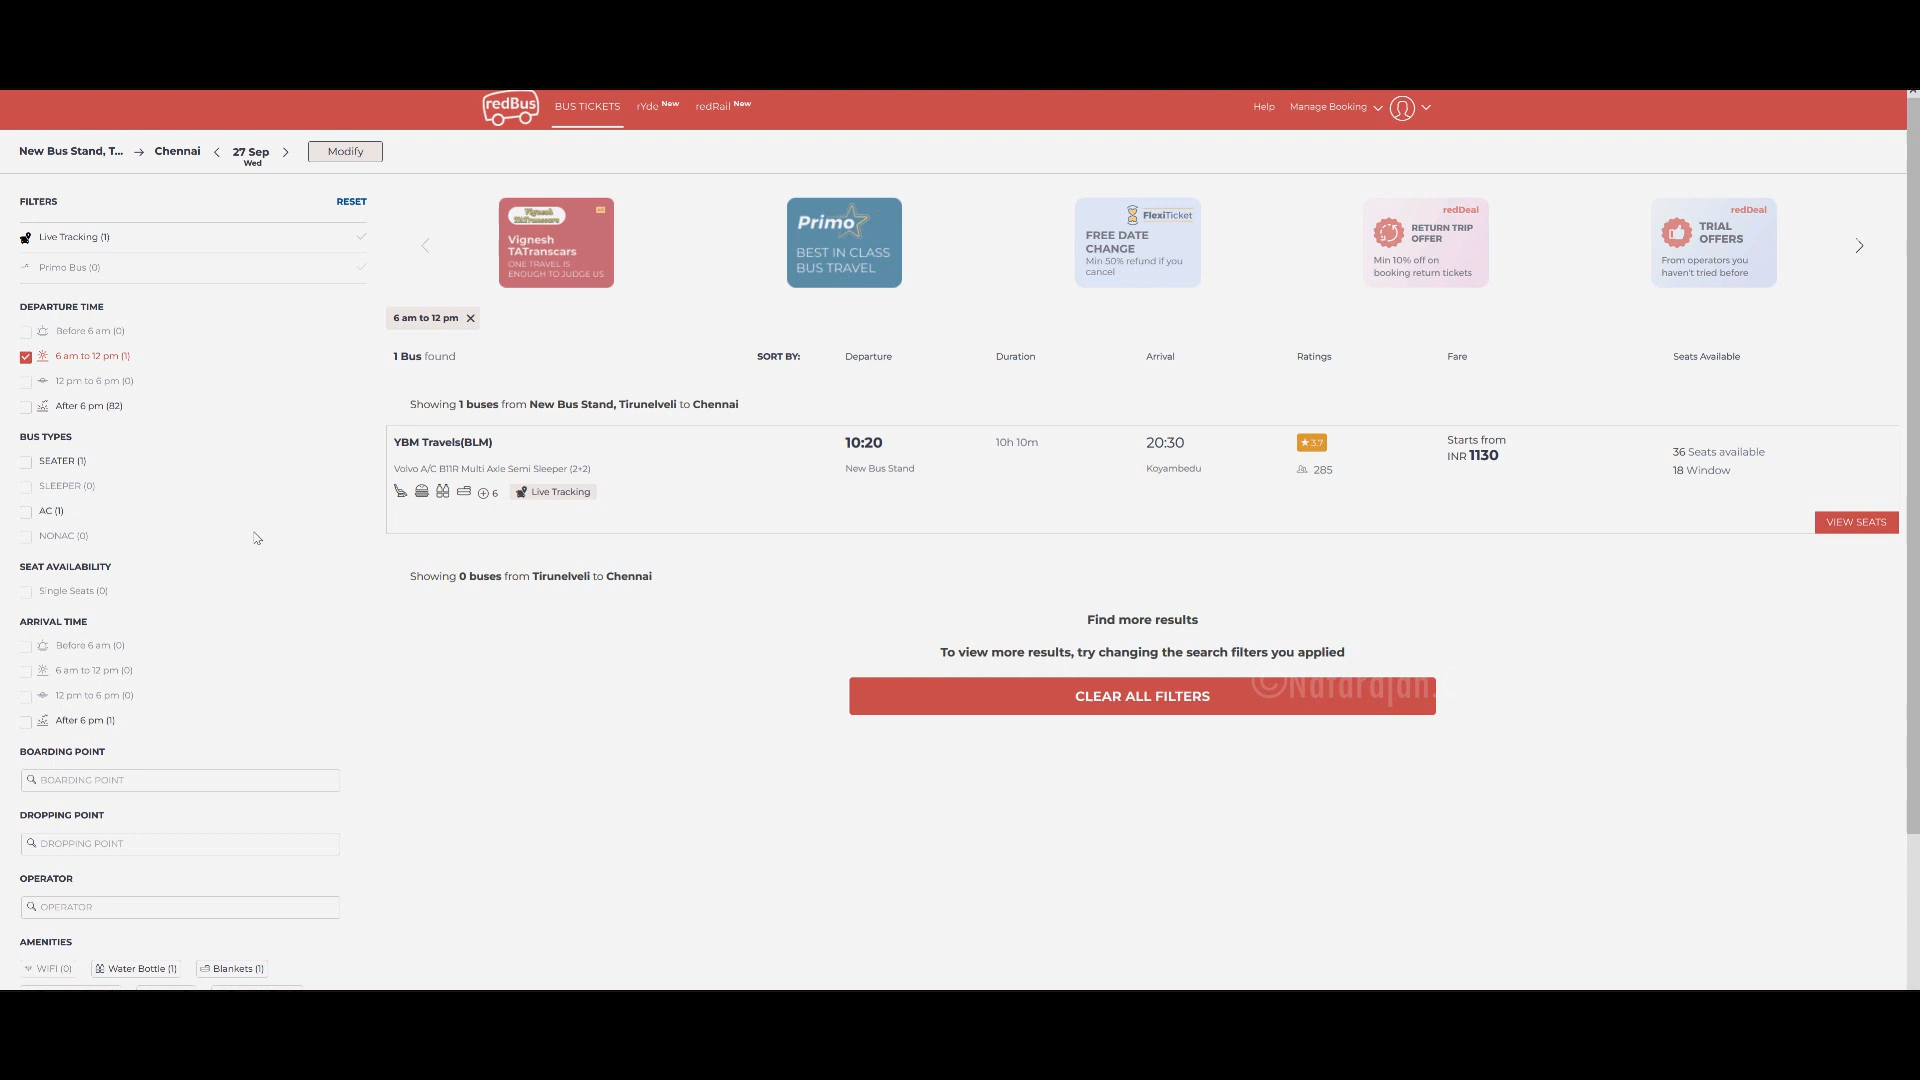 redBus BUS TICKETS rYde New redRail New Help Manage Booking
New Bus Stand, T... → Chennai 27 Sep Modify
Wed
FILTERS RESET
Live Tracking (1)
Primo Bus (0)
DEPARTURE TIME
Before 6 am (0)
6 am to 12 pm (1)
12 pm to 6 pm (0)
After 6 pm (82)
BUS TYPES
SEATER (1)
SLEEPER (0)
AC (1)
NONAC (0)
SEAT AVAILABILITY
Single Seats (0)
ARRIVAL TIME
Before 6 am (0)
6 am to 12 pm (0)
12 pm to 6 pm (0)
After 6 pm (1)
BOARDING POINT
BOARDING POINT
DROPPING POINT
DROPPING POINT
OPERATOR
OPERATOR
AMENITIES
WIFI (0) Water Bottle (1) Blankets (1)
Vignesh
TATranscars
Vignesh
TATranscars
ONE TRAVEL IS
ENOUGH TO JUDGE US
Primo
BEST IN CLASS
BUS TRAVEL
FlexiTicket
FREE DATE
CHANGE
Min 50% refund if you
cancel
redDeal
RETURN TRIP
OFFER
Min 10% off on
booking return tickets
redDeal
TRIAL
OFFERS
From operators you
haven't tried before
6 am to 12 pm
1 Bus found SORT BY: Departure Duration Arrival Ratings Fare Seats Available
Showing 1 buses from New Bus Stand, Tirunelveli to Chennai
YBM Travels(BLM) 10:20 10h 10m 20:30 3.7 Starts from
INR 1130 36 Seats available
Volvo A/C B11R Multi Axle Semi Sleeper (2+2) New Bus Stand Koyambedu 285 18 Window
6 Live Tracking
VIEW SEATS
Showing 0 buses from Tirunelveli to Chennai
Find more results
To view more results, try changing the search filters you applied
CLEAR ALL FILTERS
©Natarajan.